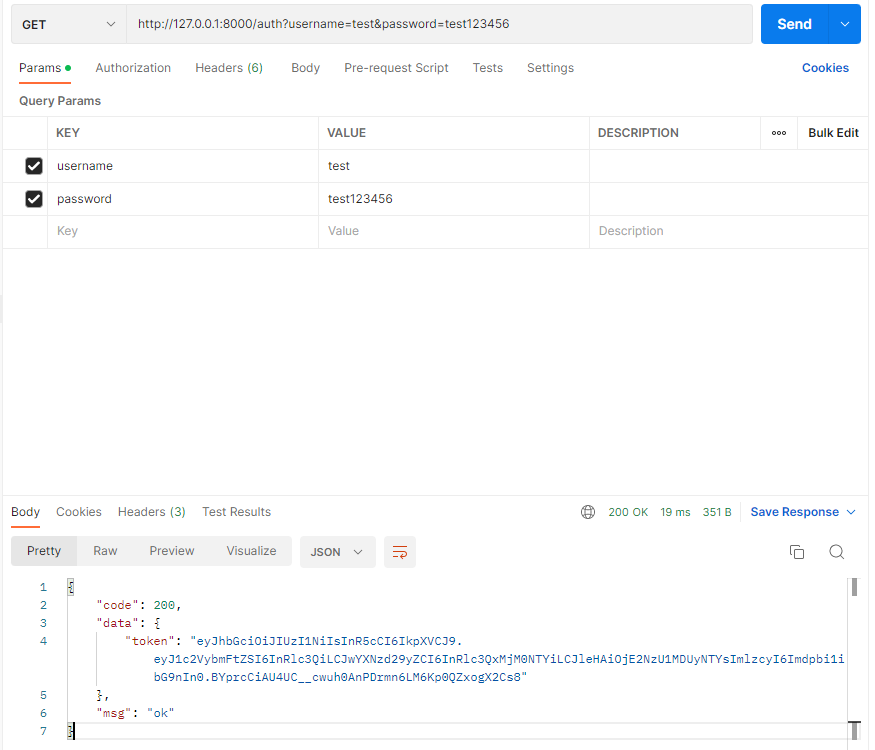 GET http://127.0.0.1:8000/auth?username=test&password=test123456 Send
Params Authorization Headers (6) Body Pre-request Script Tests Settings Cookies
Query Params
KEY VALUE DESCRIPTION ooo Bulk Edit
username test
password test123456
Key Value Description
Body Cookies Headers (3) Test Results 200 OK 19 ms 351 B Save Response
Pretty Raw Preview Visualize JSON
1 {
2 "code": 200,
3 "data": {
4 "token": "eyJhbGciOiJIUzI1NiIsInR5cCI6IkpXVCJ9.
eyJ1c2VybmFtZSI6InRlc3QiLCJwYXNzd29yZCI6InRlc3QxMjM0NTYiLCJleHAiOjE2NzU1MDUyNTYsImlzcyI6Imdpbi1i
bG9nIn0.BYprcCiAU4UC__cwuh0AnPDrmn6LM6Kp0QZxogX2Cs8"
5 },
6 "msg": "ok"
7 }